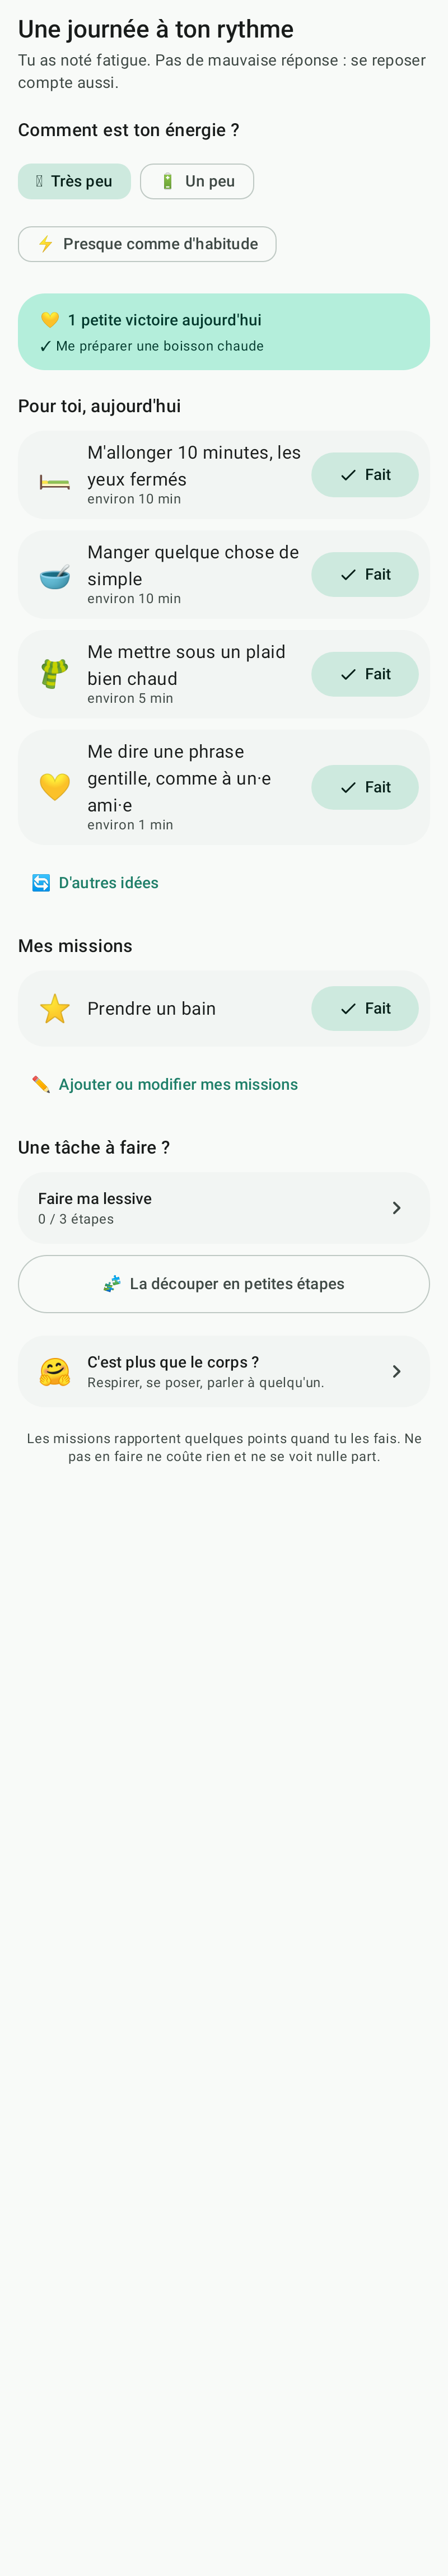 Une journée à ton rythme
Tu as noté fatigue. Pas de mauvaise réponse : se reposer
compte aussi.
Comment est ton énergie ?
Très peu
Un peu
Presque comme d'habitude
1 petite victoire aujourd'hui
✓ Me préparer une boisson chaude
Pour toi, aujourd'hui
M'allonger 10 minutes, les
yeux fermés
environ 10 min
Fait
Manger quelque chose de
simple
environ 10 min
Fait
Me mettre sous un plaid
bien chaud
environ 5 min
Fait
Me dire une phrase
gentille, comme à un·e
ami·e
environ 1 min
Fait
D'autres idées
Mes missions
Prendre un bain
Fait
Ajouter ou modifier mes missions
Une tâche à faire ?
Faire ma lessive
0 / 3 étapes
La découper en petites étapes
C'est plus que le corps ?
Respirer, se poser, parler à quelqu'un.
Les missions rapportent quelques points quand tu les fais. Ne
pas en faire ne coûte rien et ne se voit nulle part.